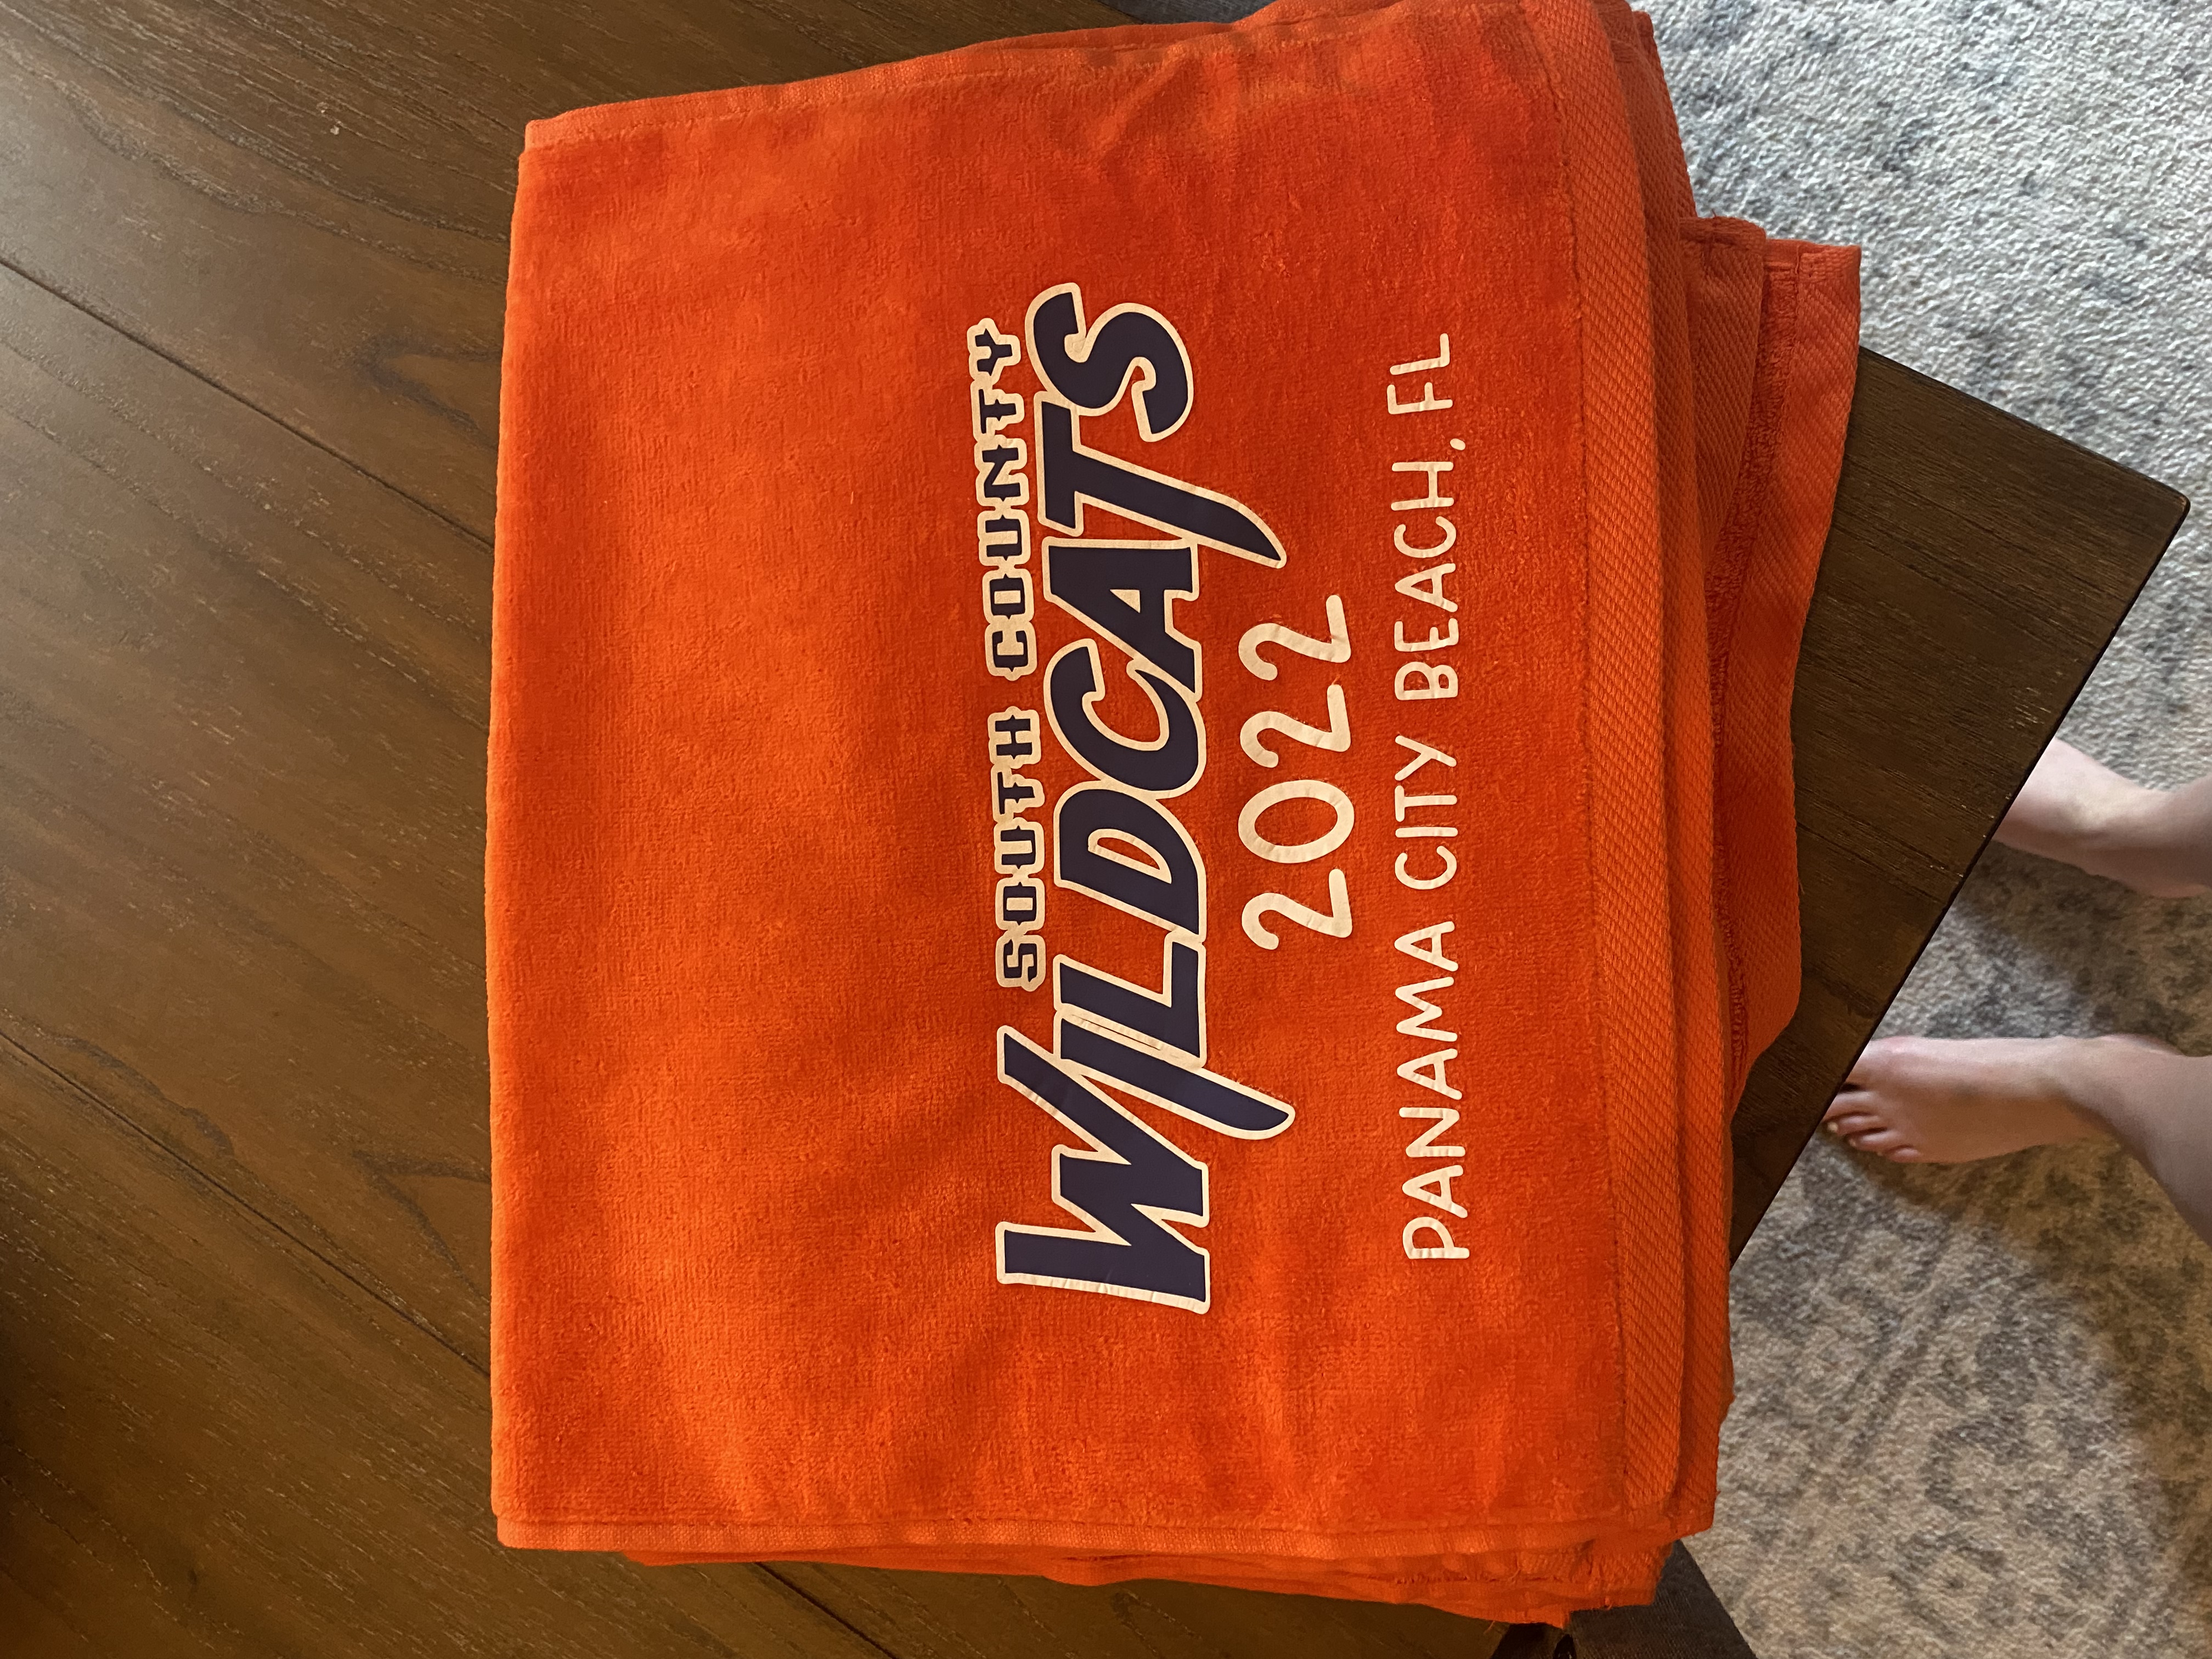 SOUTH COUNTY
WILDCATS
2022
PANAMA CITY BEACH, FL